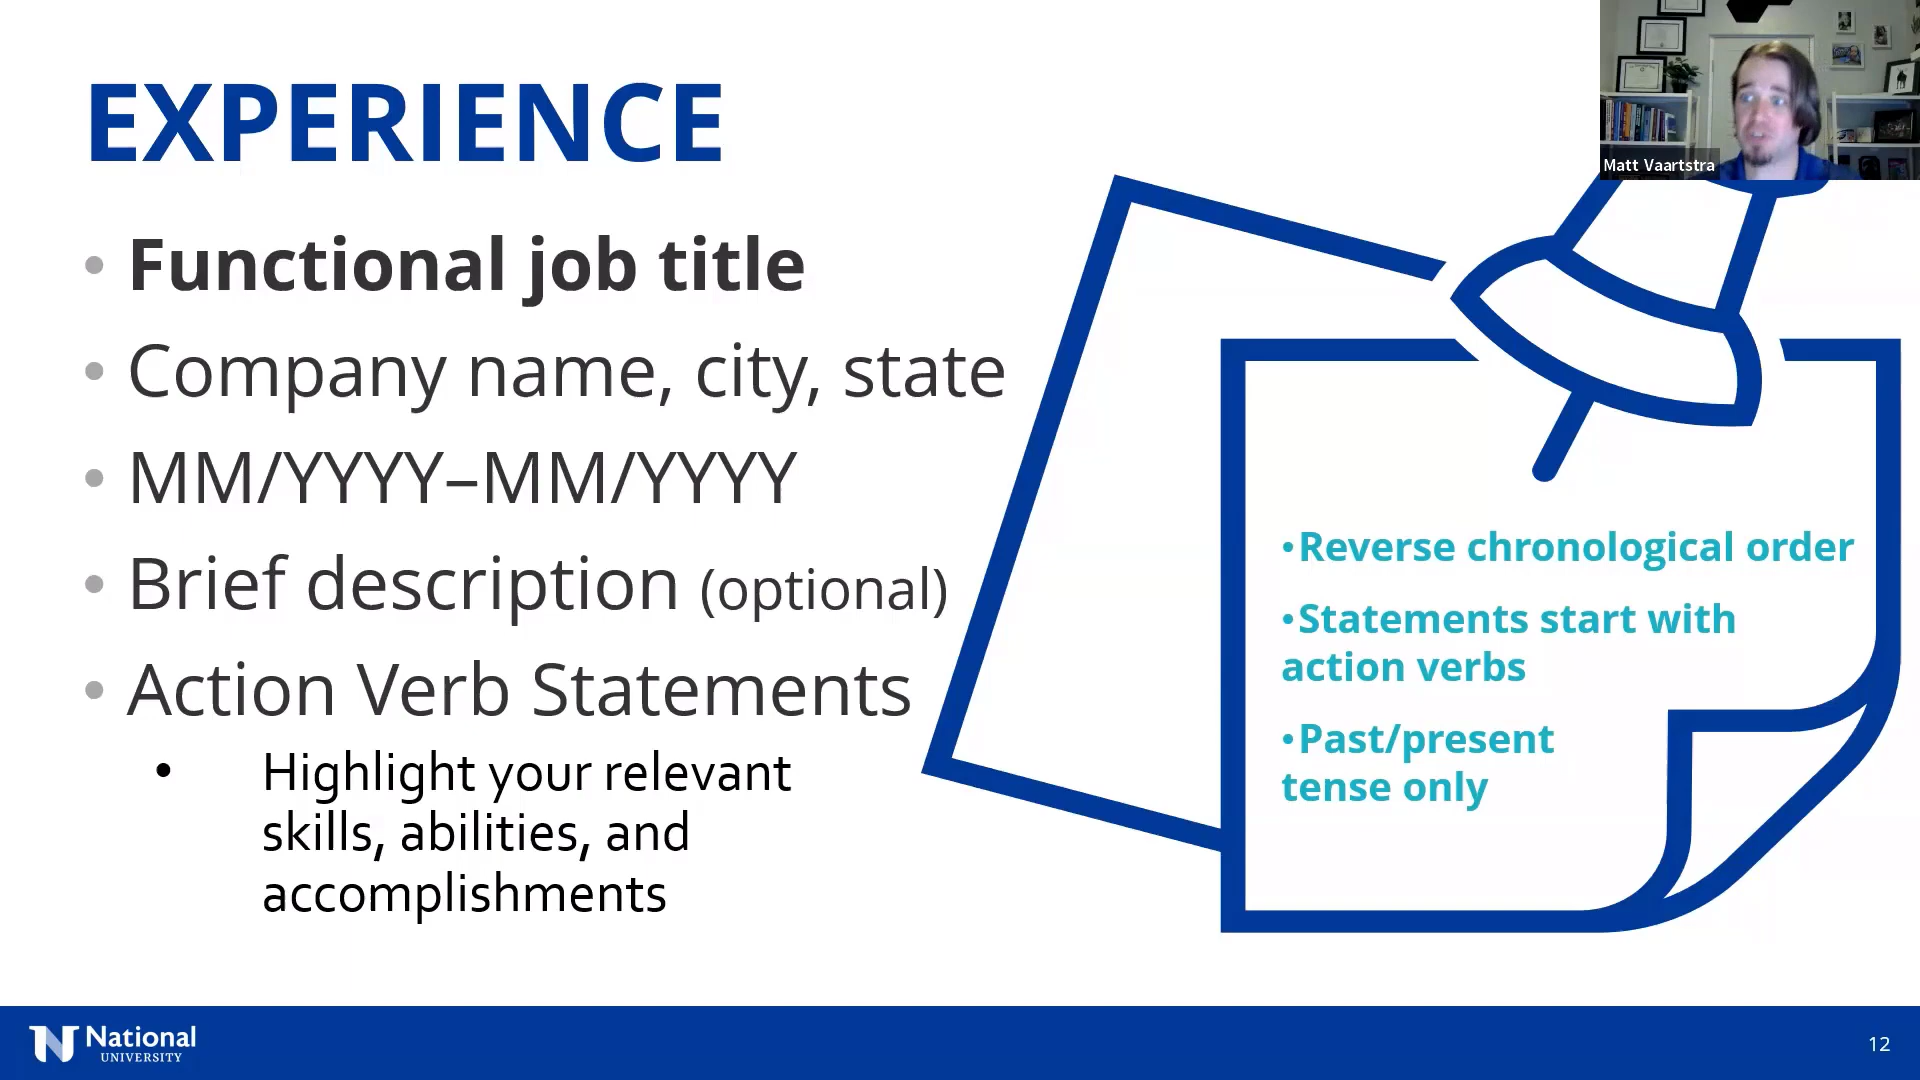 EXPERIENCE
Matt Vaartstra
• Functional job title
• Company name, city, state
• MM/YYYY–MM/YYYY
• Brief description (optional)
• Action Verb Statements
• Highlight your relevant
skills, abilities, and
accomplishments
•Reverse chronological order
•Statements start with
action verbs
•Past/present
tense only
National
UNIVERSITY
12